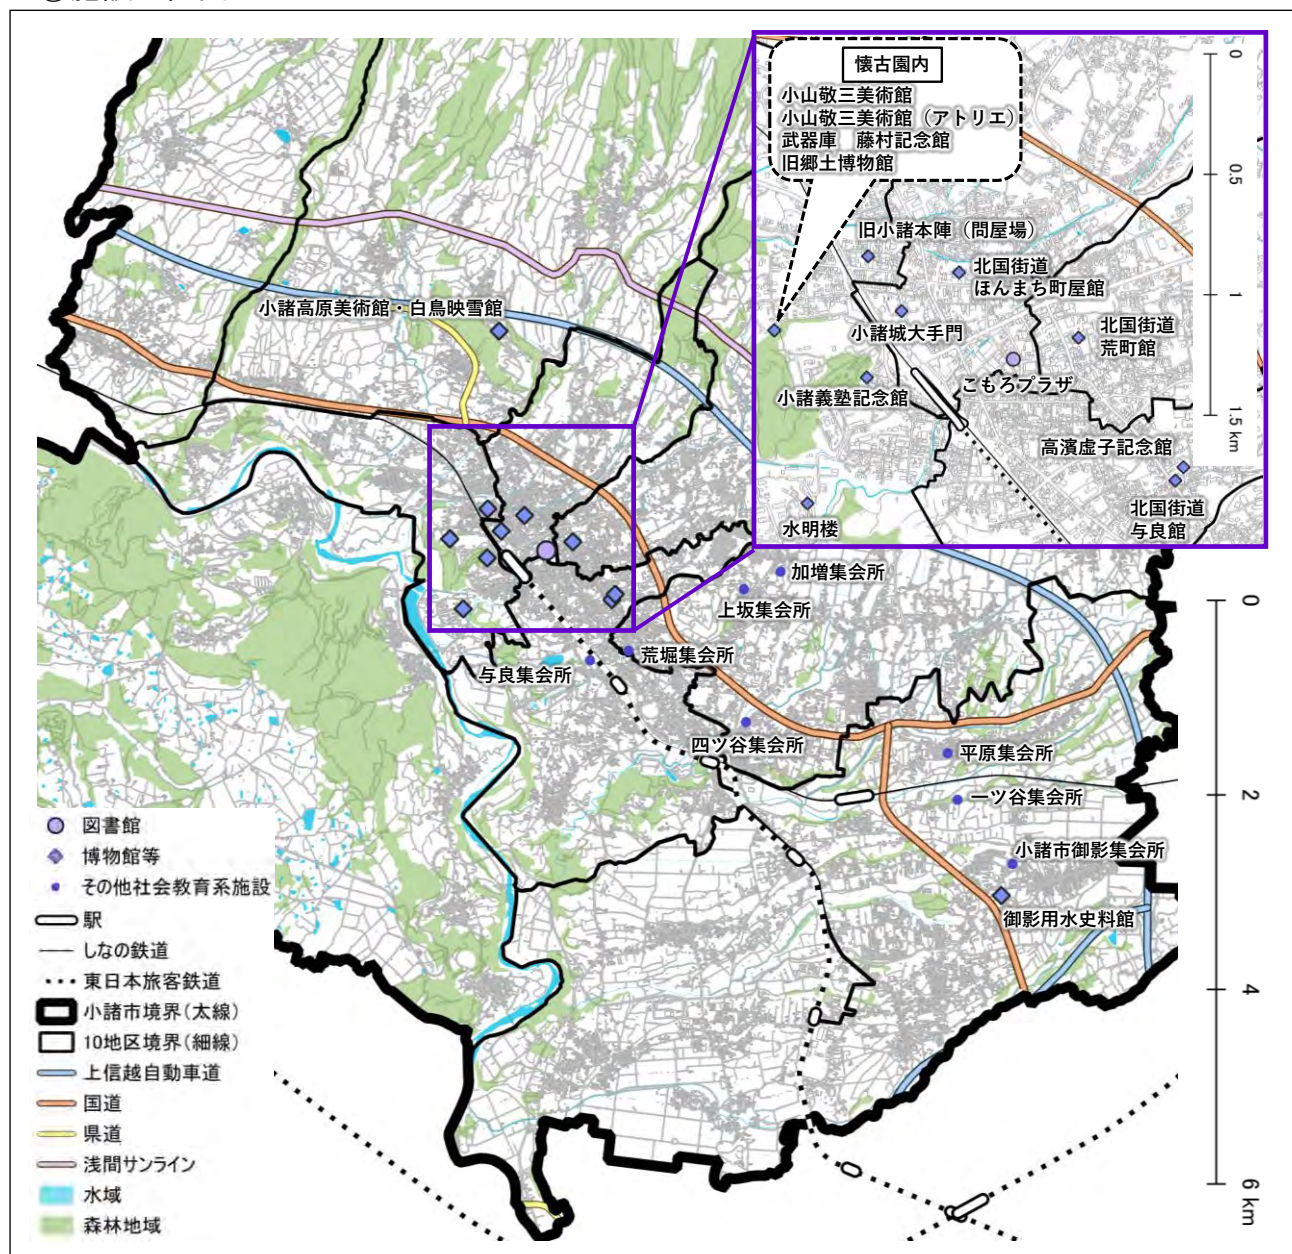 懐古園内
小山敬三美術館
小山敬三美術館（アトリエ）
武器庫　藤村記念館
旧郷土博物館
旧小諸本陣（問屋場）
北国街道
ほんまち町屋館
小諸城大手門
北国街道
荒町館
こもろプラザ
小諸義塾記念館
高濱虚子記念館
北国街道
与良館
水明楼
0
0.5
1
1.5 km
小諸高原美術館・白鳥映雪館
加増集会所
上坂集会所
荒堀集会所
与良集会所
四ツ谷集会所
平原集会所
一ツ谷集会所
小諸市御影集会所
御影用水史料館
0
2
4
6 km
図書館
博物館等
その他社会教育系施設
駅
しなの鉄道
東日本旅客鉄道
小諸市境界（太線）
10地区境界（細線）
上信越自動車道
国道
県道
浅間サンライン
水域
森林地域